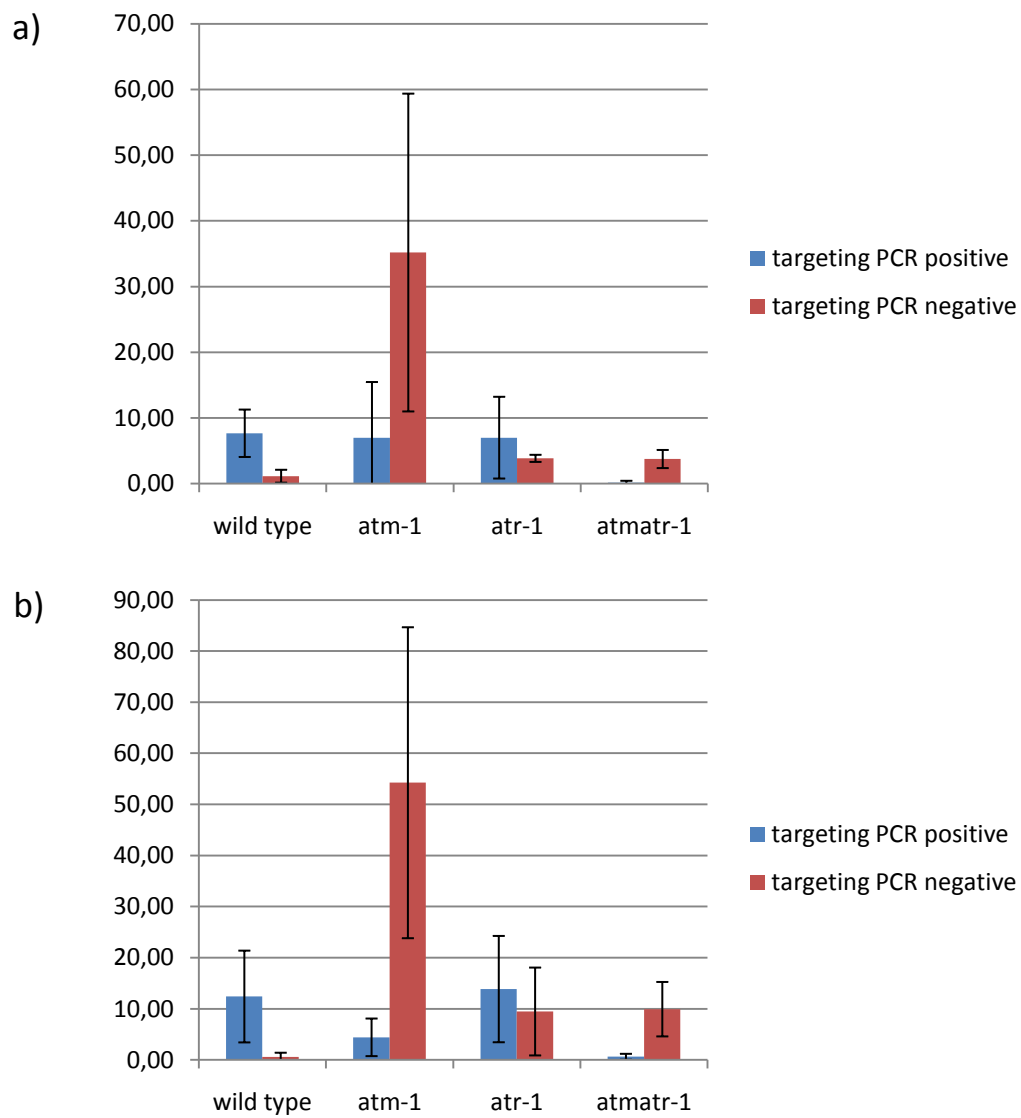 a)
70,00
60,00
50,00
40,00
30,00
20,00
10,00
0,00
wild type atm-1 atr-1 atmatr-1
targeting PCR positive
targeting PCR negative
b)
90,00
80,00
70,00
60,00
50,00
40,00
30,00
20,00
10,00
0,00
wild type atm-1 atr-1 atmatr-1
targeting PCR positive
targeting PCR negative